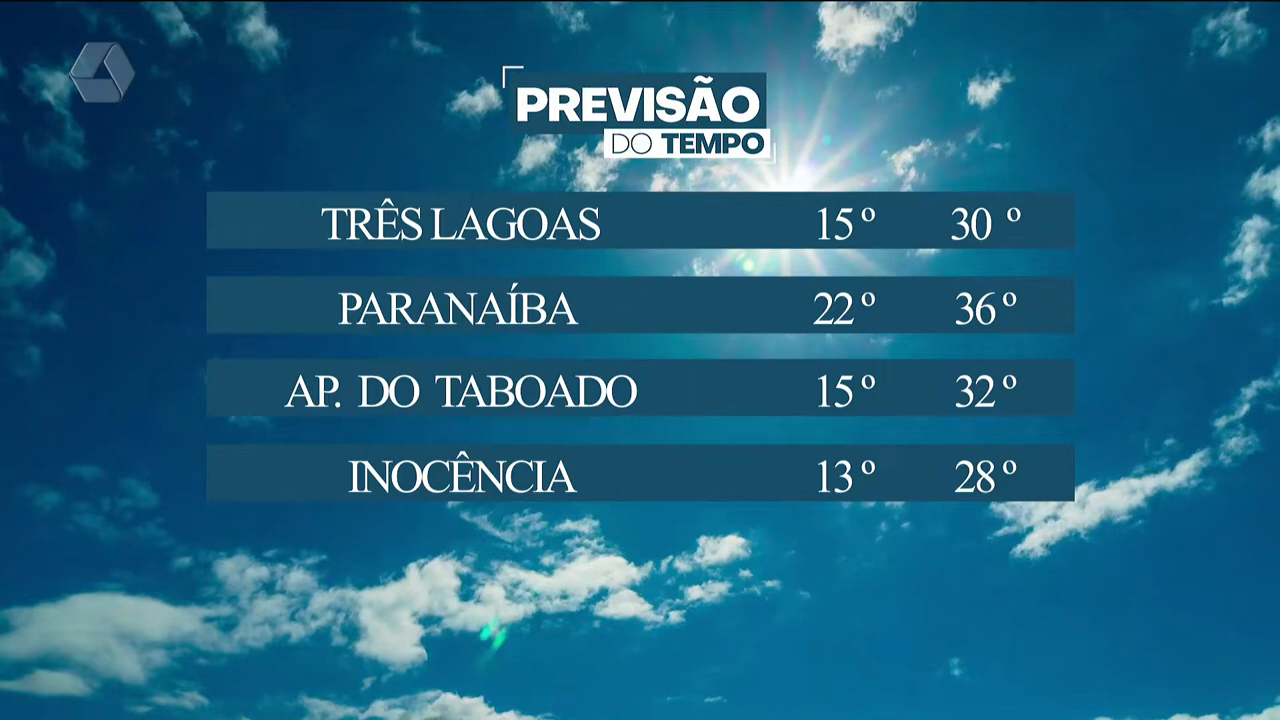 PREVISÃO
DO TEMPO
TRÊS LAGOAS 15º 30º
PARANAÍBA 22º 36º
AP. DO TABOADO 15º 32º
INOCÊNCIA 13º 28º